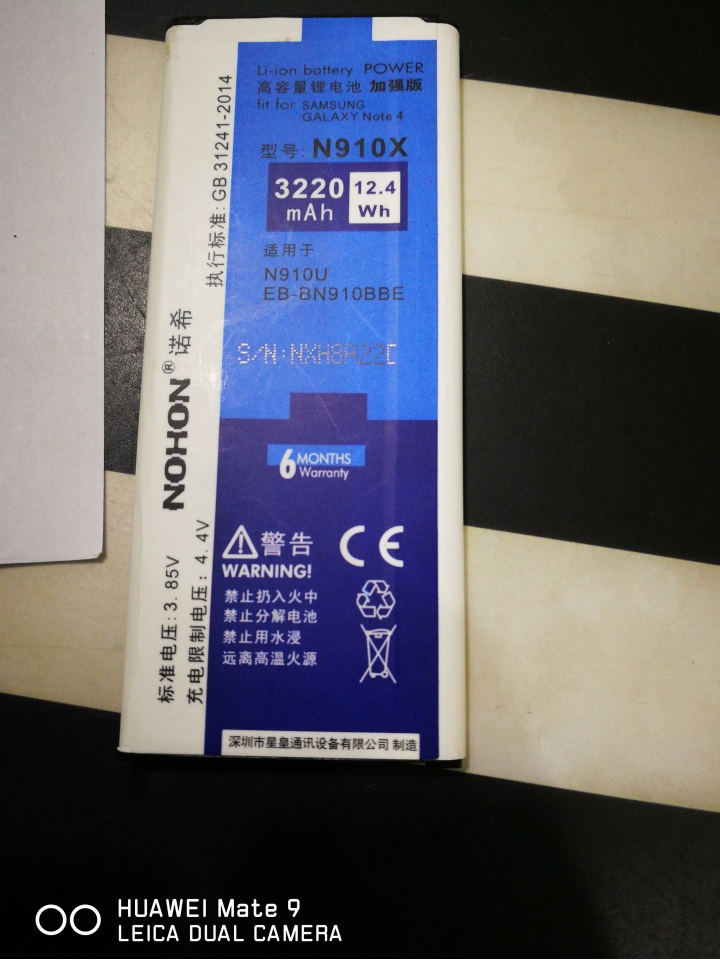 Li-ion battery POWER
高容量锂电池 加强版
fit for SAMSUNG
GALAXY Note 4
型号: N910X
3220 mAh
12.4 Wh
适用于
N910U
EB-BN910BBE
S/N:NXH8A22C
6 MONTHS
Warranty
警告
WARNING!
禁止扔入火中
禁止分解电池
禁止用水浸
远离高温火源
CE
深圳市星皇通讯设备有限公司 制造
执行标准: GB 31241-2014
NOHON® 诺希
标准电压: 3.85V
充电限制电压: 4.4V
HUAWEI Mate 9
LEICA DUAL CAMERA